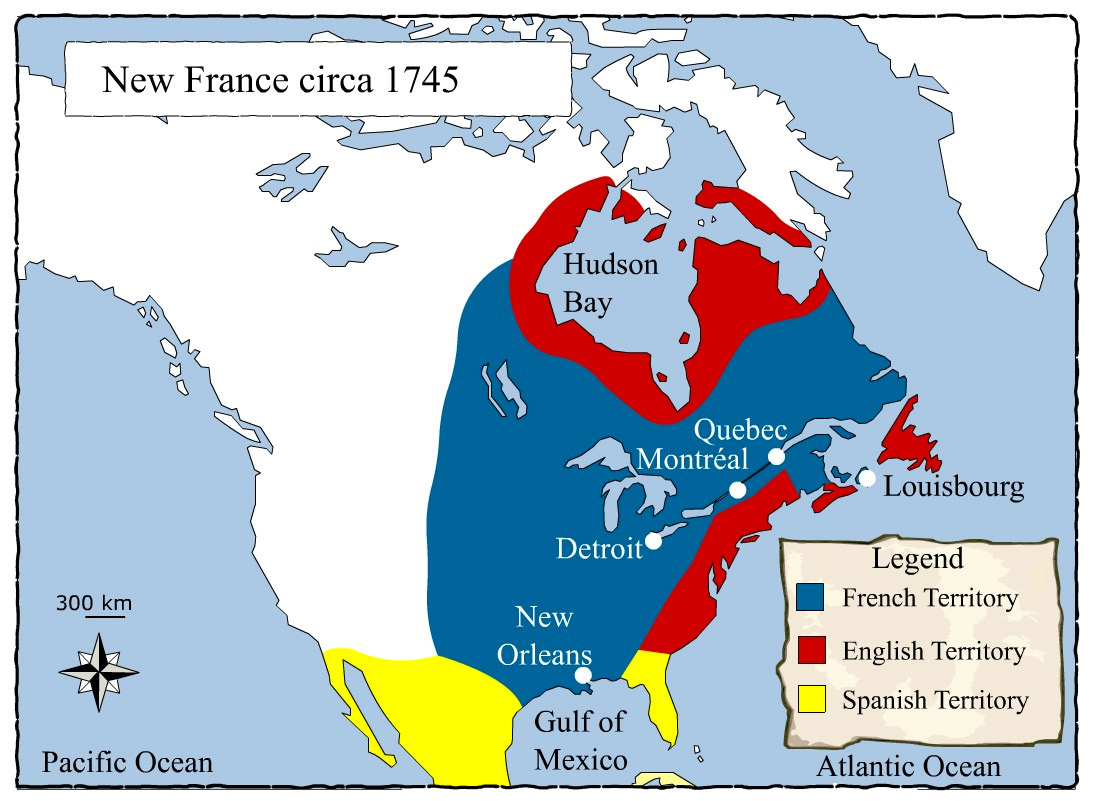 New France circa 1745
Hudson
Bay
Quebec
Montréal
Louisbourg
Detroit
Legend
French Territory
English Territory
Spanish Territory
300 km
New
Orleans
Gulf of
Mexico
Pacific Ocean
Atlantic Ocean